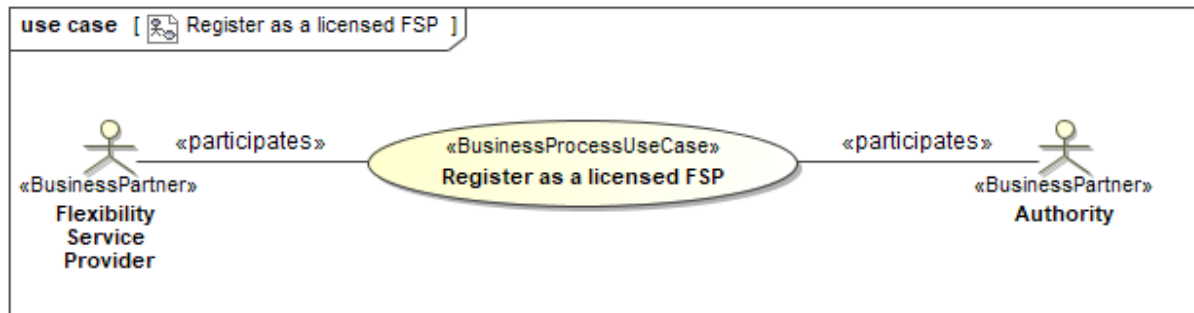 use case [ Register as a licensed FSP ]
«participates»
«BusinessProcessUseCase»
Register as a licensed FSP
«participates»
«BusinessPartner»
Flexibility
Service
Provider
«BusinessPartner»
Authority